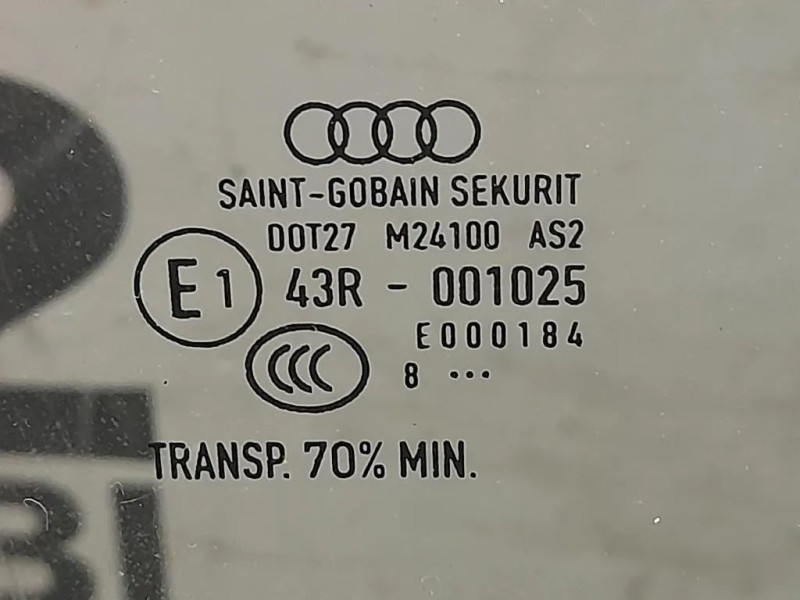 SAINT-GOBAIN SEKURIT
DOT27 M24100 AS2
E1 43R - 001025
E000184
CCC 8 ...
TRANSP. 70% MIN.